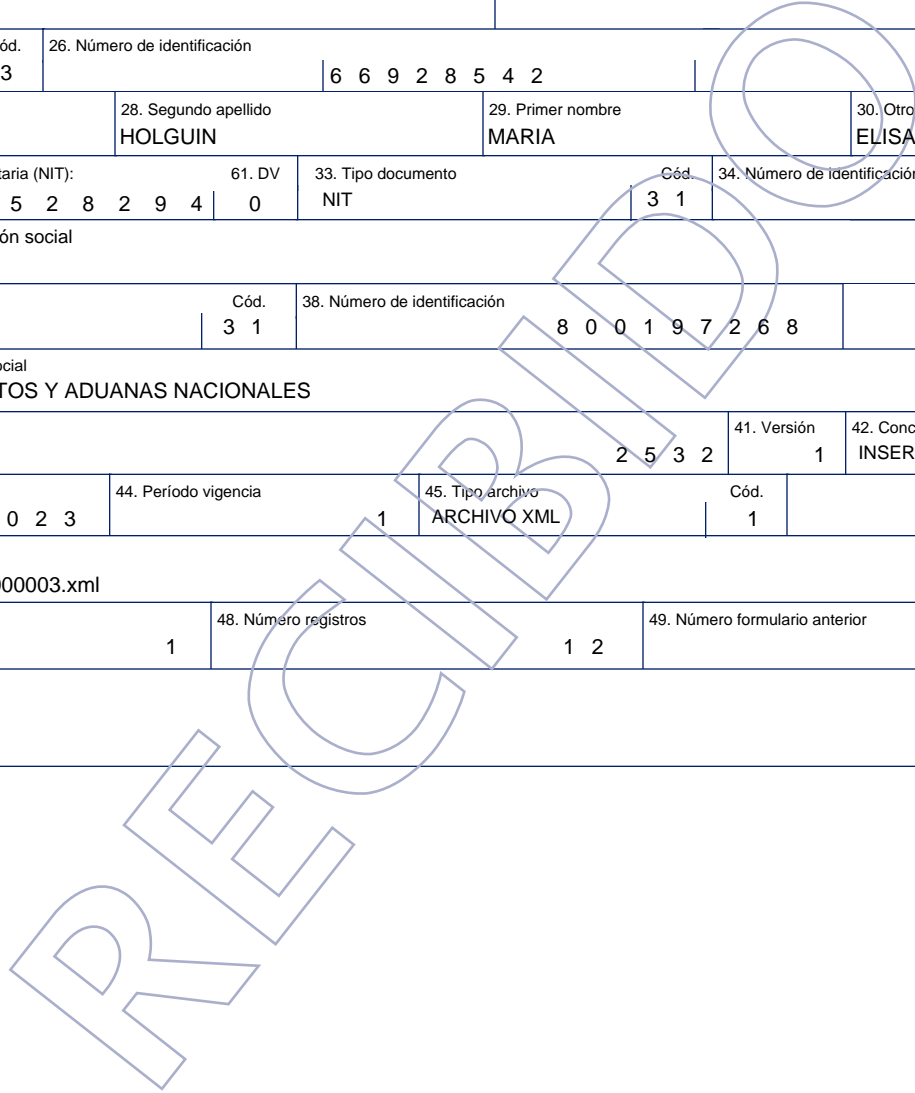 ód. 26. Número de identificación
3 6 6 9 2 8 5 4 2
28. Segundo apellido 29. Primer nombre 30. Otro
HOLGUIN MARIA ELISA
taria (NIT): 61. DV 33. Tipo documento Cód. 34. Número de identificación
5 2 8 2 9 4 0 NIT 3 1
ón social
Cód. 38. Número de identificación
3 1 8 0 0 1 9 7 2 6 8
ocial
TOS Y ADUANAS NACIONALES
41. Versión 42. Conc
2 5 3 2 1 INSER
44. Período vigencia 45. Tipo archivo Cód.
0 2 3 1 ARCHIVO XML 1
000003.xml
48. Número registros 49. Número formulario anterior
1 1 2
RECIBIDO